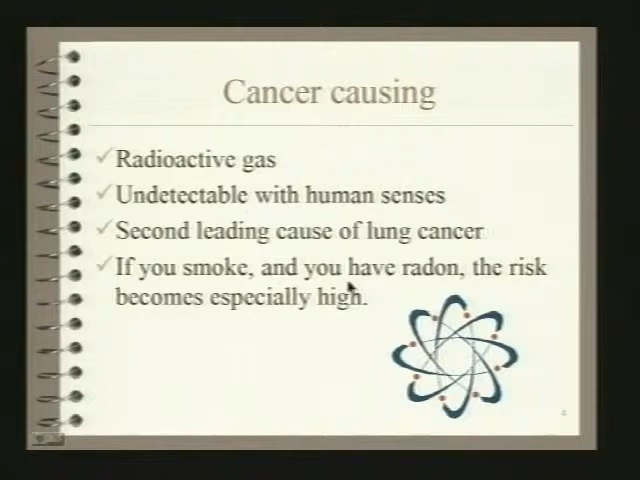 Cancer causing
Radioactive gas
Undetectable with human senses
Second leading cause of lung cancer
If you smoke, and you have radon, the risk
becomes especially high.